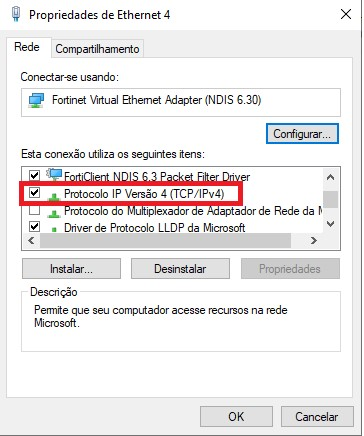 Propriedades de Ethernet 4
Rede
Compartilhamento
Conectar-se usando:
Fortinet Virtual Ethernet Adapter (NDIS 6.30)
Configurar...
Esta conexão utiliza os seguintes itens:
FortiClient NDIS 6.3 Packet Filter Driver
Protocolo IP Versão 4 (TCP/IPv4)
Protocolo do Multiplexador de Adaptador de Rede da
Driver de Protocolo LLDP da Microsoft
Instalar...
Desinstalar
Propriedades
Descrição
Permite que seu computador acesse recursos na rede
Microsoft.
OK
Cancelar